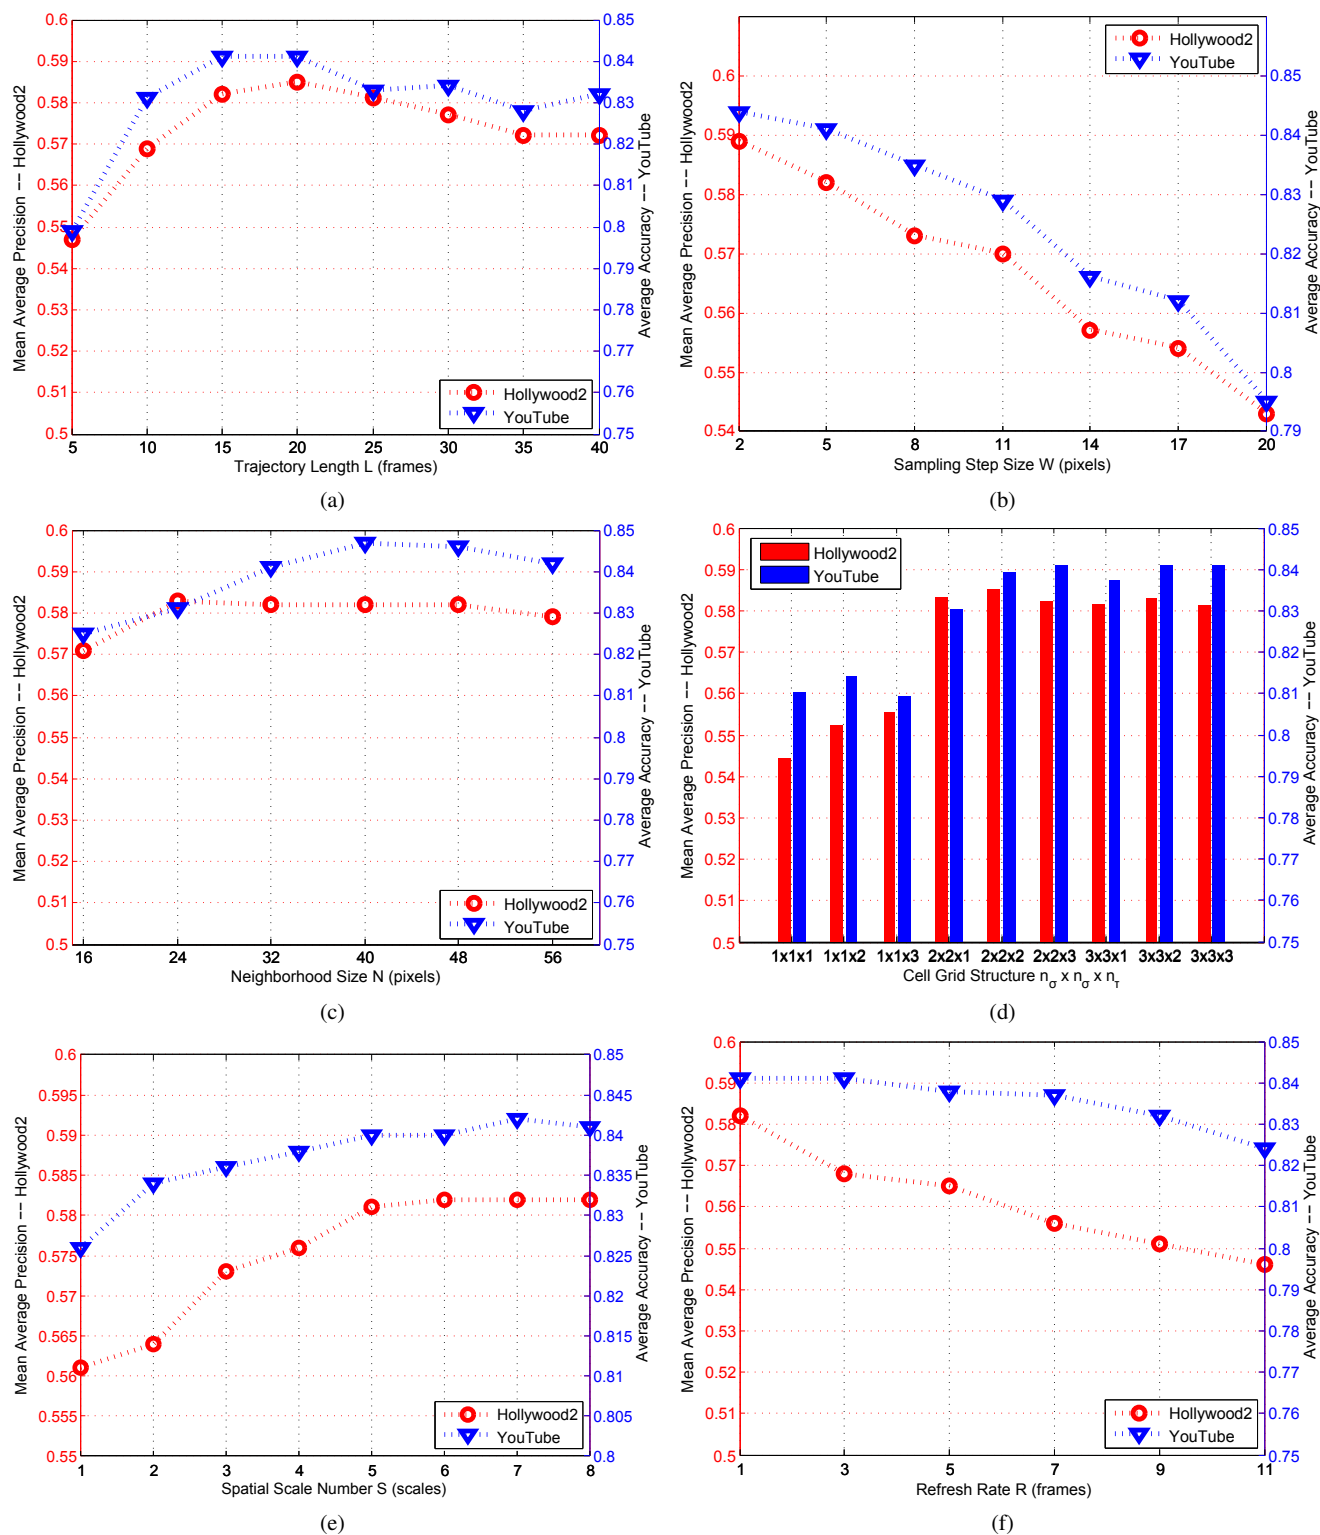 0.6
0.59
0.58
0.57
0.56
0.55
0.54
0.53
0.52
0.51
0.5
Mean Average Precision −− Hollywood2
0.85
0.84
0.83
0.82
0.81
0.8
0.79
0.78
0.77
0.76
0.75
Average Accuracy −− YouTube
Hollywood2
YouTube
5 10 15 20 25 30 35 40
Trajectory Length L (frames)
(a)
0.6
0.59
0.58
0.57
0.56
0.55
0.54
Mean Average Precision −− Hollywood2
0.85
0.84
0.83
0.82
0.81
0.8
0.79
Average Accuracy −− YouTube
Hollywood2
YouTube
2 5 8 11 14 17 20
Sampling Step Size W (pixels)
(b)
0.6
0.59
0.58
0.57
0.56
0.55
0.54
0.53
0.52
0.51
0.5
Mean Average Precision −− Hollywood2
0.85
0.84
0.83
0.82
0.81
0.8
0.79
0.78
0.77
0.76
0.75
Average Accuracy −− YouTube
Hollywood2
YouTube
16 24 32 40 48 56
Neighborhood Size N (pixels)
(c)
0.6
0.59
0.58
0.57
0.56
0.55
0.54
0.53
0.52
0.51
0.5
Mean Average Precision −− Hollywood2
0.85
0.84
0.83
0.82
0.81
0.8
0.79
0.78
0.77
0.76
0.75
Average Accuracy −− YouTube
Hollywood2
YouTube
1x1x1 1x1x2 1x1x3 2x2x1 2x2x2 2x2x3 3x3x1 3x3x2 3x3x3
Cell Grid Structure nσ x nσ x nτ
(d)
0.6
0.595
0.59
0.585
0.58
0.575
0.57
0.565
0.56
0.555
0.55
Mean Average Precision −− Hollywood2
0.85
0.845
0.84
0.835
0.83
0.825
0.82
0.815
0.81
0.805
0.8
Average Accuracy −− YouTube
Hollywood2
YouTube
1 2 3 4 5 6 7 8
Spatial Scale Number S (scales)
(e)
0.6
0.59
0.58
0.57
0.56
0.55
0.54
0.53
0.52
0.51
0.5
Mean Average Precision −− Hollywood2
0.85
0.84
0.83
0.82
0.81
0.8
0.79
0.78
0.77
0.76
0.75
Average Accuracy −− YouTube
Hollywood2
YouTube
1 3 5 7 9 11
Refresh Rate R (frames)
(f)